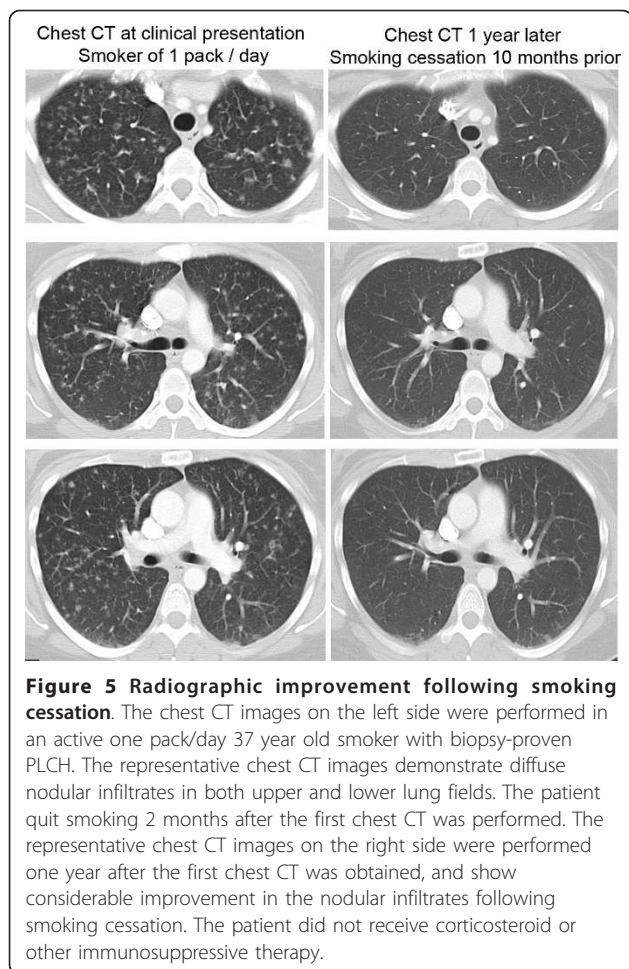 Chest CT at clinical presentation
Smoker of 1 pack / day
Chest CT 1 year later
Smoking cessation 10 months prior
Figure 5 Radiographic improvement following smoking
cessation. The chest CT images on the left side were performed in
an active one pack/day 37 year old smoker with biopsy-proven
PLCH. The representative chest CT images demonstrate diffuse
nodular infiltrates in both upper and lower lung fields. The patient
quit smoking 2 months after the first chest CT was performed. The
representative chest CT images on the right side were performed
one year after the first chest CT was obtained, and show
considerable improvement in the nodular infiltrates following
smoking cessation. The patient did not receive corticosteroid or
other immunosuppressive therapy.